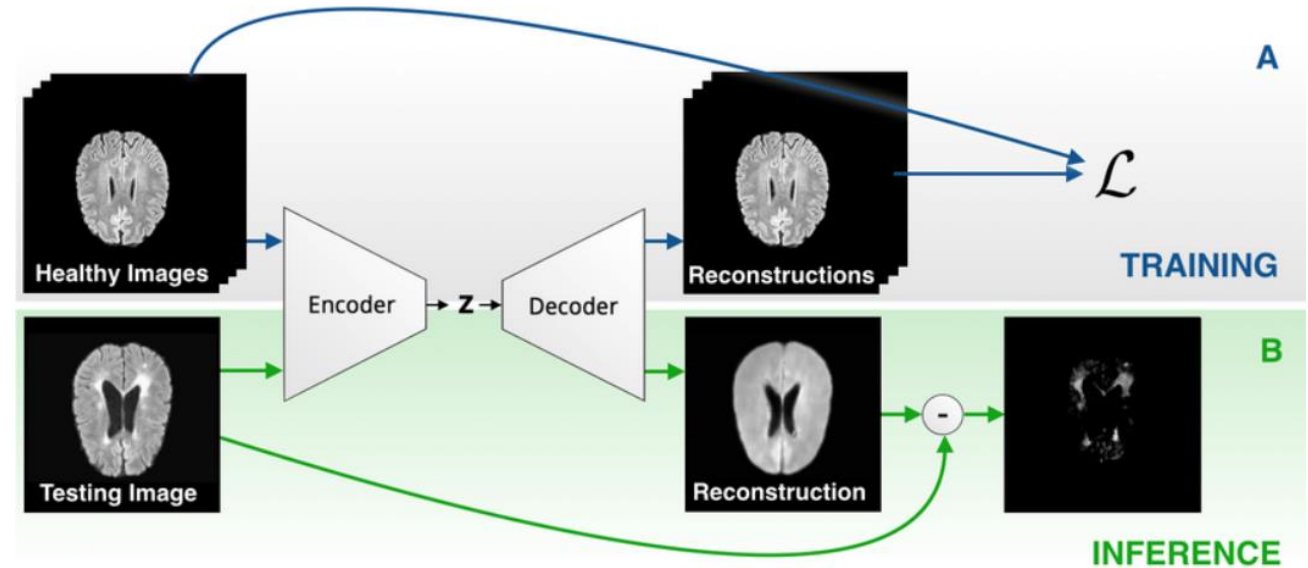 A
ℒ
Healthy Images
Reconstructions
TRAINING
Encoder
z
Decoder
B
-
Testing Image
Reconstruction
INFERENCE